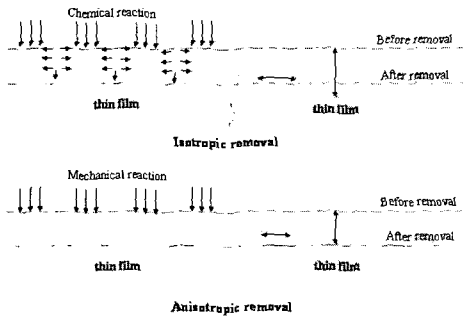 Chemical reaction
Before removal
After removal
thin film
thin film
Isotropic removal
Mechanical reaction
Before removal
After removal
thin film
thin film
Anisotropic removal